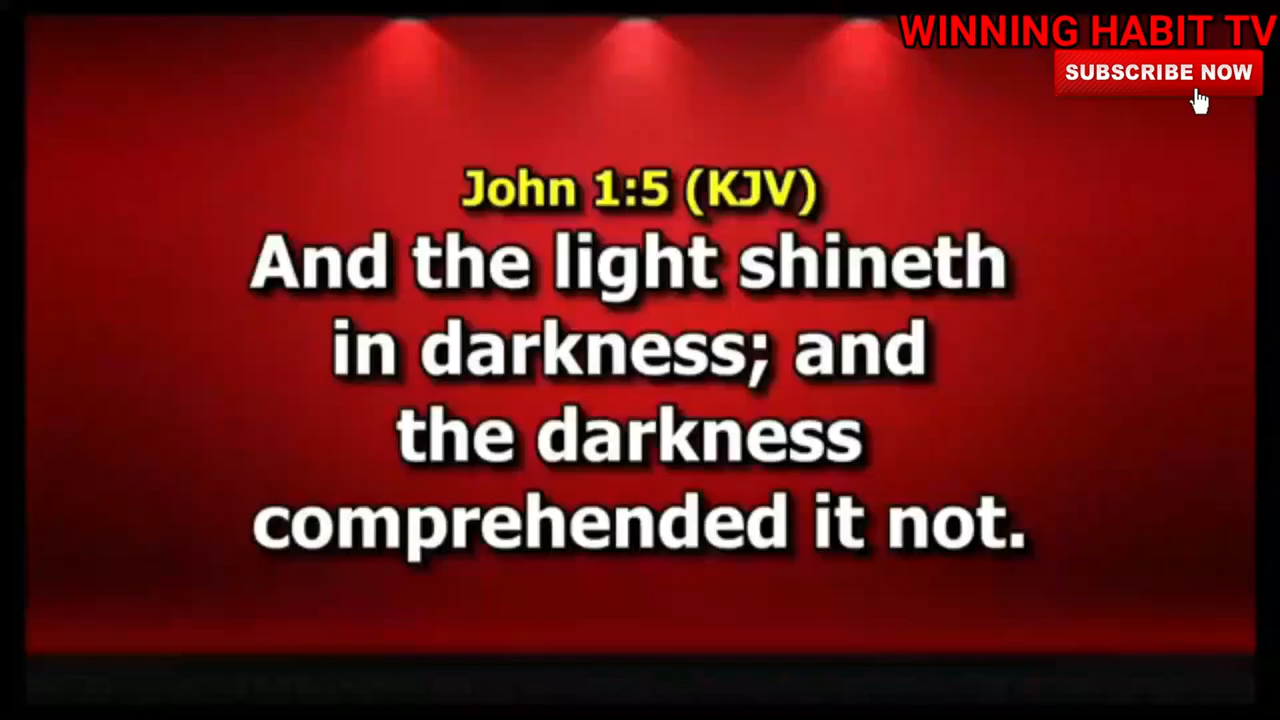 WINNING HABIT TV
SUBSCRIBE NOW
John 1:5 (KJV)
And the light shineth
in darkness; and
the darkness
comprehended it not.